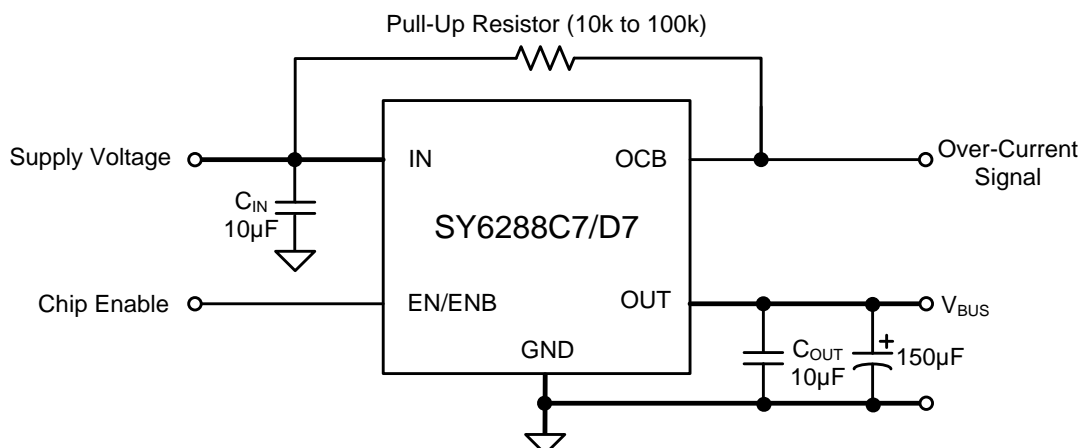 Pull-Up Resistor (10k to 100k)
Supply Voltage
IN
OCB
Over-Current
Signal
CIN
10µF
SY6288C7/D7
Chip Enable
EN/ENB
OUT
VBUS
GND
COUT
10µF
+
150µF